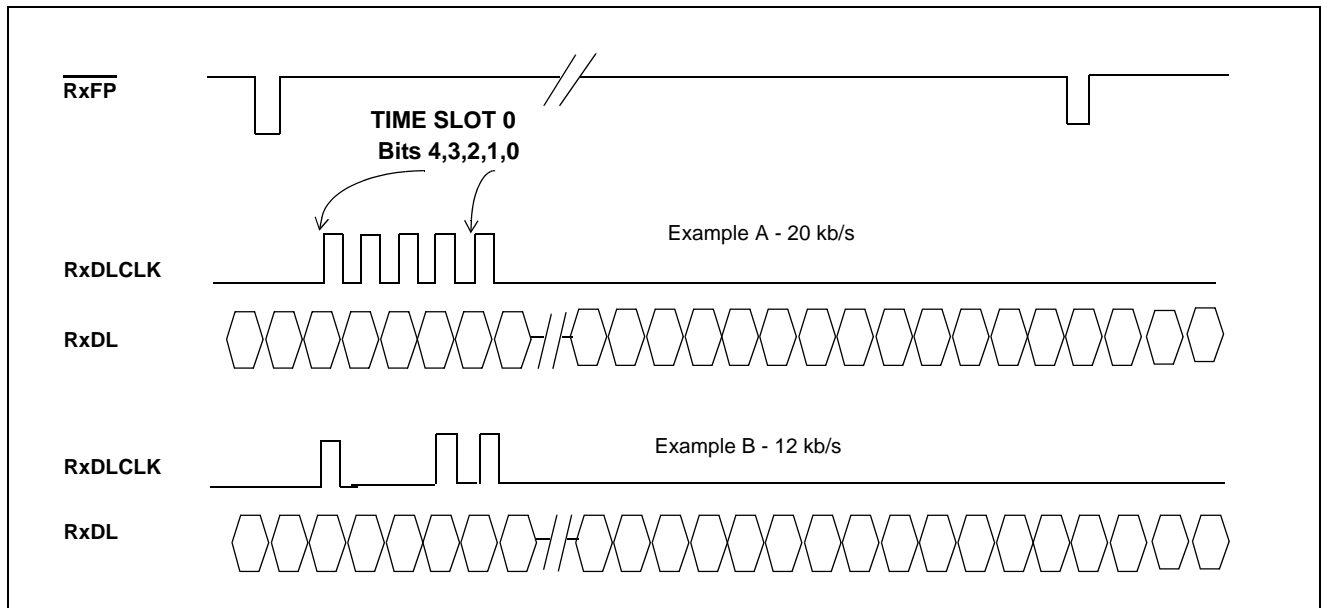 RxFP
TIME SLOT 0
Bits 4,3,2,1,0
Example A - 20 kb/s
RxDLCLK
RxDL
Example B - 12 kb/s
RxDLCLK
RxDL